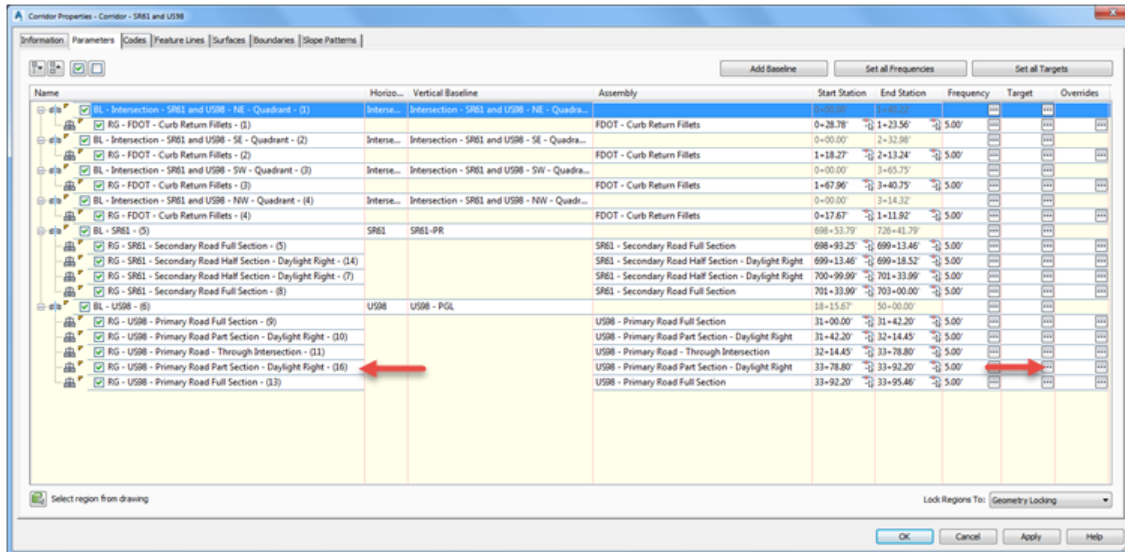 Corridor Properties - Corridor - SR61 and US98
Information Parameters Codes Feature Lines Surfaces Boundaries Slope Patterns
Add Baseline Set all Frequencies Set all Targets
Name Horizo... Vertical Baseline Assembly Start Station End Station Frequency Target Overrides
BL - Intersection - SR61 and US98 - NE - Quadrant - (1) Interse... Intersection - SR61 and US98 - NE - Quadra...
RG - FDOT - Curb Return Fillets - (1) FDOT - Curb Return Fillets 0+28.78' 1+23.56' 5.00'
BL - Intersection - SR61 and US98 - SE - Quadrant - (2) Interse... Intersection - SR61 and US98 - SE - Quadra... 0+00.00' 2+32.98'
RG - FDOT - Curb Return Fillets - (2) FDOT - Curb Return Fillets 1+18.27' 2+13.24' 5.00'
BL - Intersection - SR61 and US98 - SW - Quadrant - (3) Interse... Intersection - SR61 and US98 - SW - Quadra... 0+00.00' 3+65.75'
RG - FDOT - Curb Return Fillets - (3) FDOT - Curb Return Fillets 1+67.96' 3+40.75' 5.00'
BL - Intersection - SR61 and US98 - NW - Quadrant - (4) Interse... Intersection - SR61 and US98 - NW - Quadr... 0+00.00' 3+14.32'
RG - FDOT - Curb Return Fillets - (4) FDOT - Curb Return Fillets 0+17.67' 1+11.92' 5.00'
BL - SR61 - (5) SR61 SR61-PR 698+53.79' 726+41.79'
RG - SR61 - Secondary Road Full Section - (5) SR61 - Secondary Road Full Section 698+93.25' 699+13.46' 5.00'
RG - SR61 - Secondary Road Half Section - Daylight Right - (14) SR61 - Secondary Road Half Section - Daylight Right 699+13.46' 699+18.52' 5.00'
RG - SR61 - Secondary Road Half Section - Daylight Right - (7) SR61 - Secondary Road Half Section - Daylight Right 700+99.99' 701+33.99' 5.00'
RG - SR61 - Secondary Road Full Section - (8) SR61 - Secondary Road Full Section 701+33.99' 703+00.00' 5.00'
BL - US98 - (6) US98 US98 - PGL 18+15.67' 50+00.00'
RG - US98 - Primary Road Full Section - (9) US98 - Primary Road Full Section 31+00.00' 31+42.20' 5.00'
RG - US98 - Primary Road Part Section - Daylight Right - (10) US98 - Primary Road Part Section - Daylight Right 31+42.20' 32+14.45' 5.00'
RG - US98 - Primary Road - Through Intersection - (11) US98 - Primary Road - Through Intersection 32+14.45' 33+78.80' 5.00'
RG - US98 - Primary Road Part Section - Daylight Right - (16) US98 - Primary Road Part Section - Daylight Right 33+78.80' 33+92.20' 5.00'
RG - US98 - Primary Road Full Section - (13) US98 - Primary Road Full Section 33+92.20' 33+95.46' 5.00'
Select region from drawing Lock Regions To: Geometry Locking
OK Cancel Apply Help